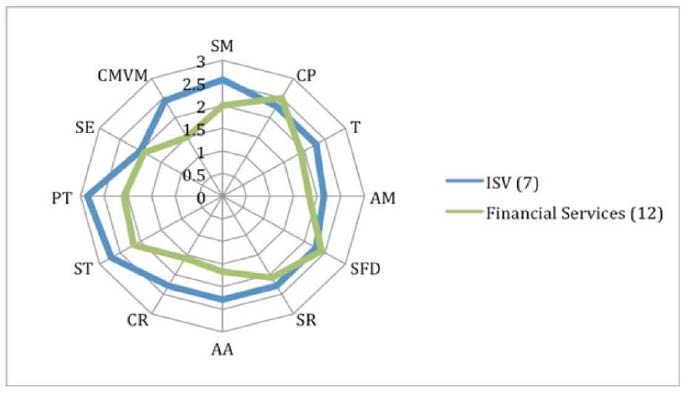 SM
CMVM
CP
3
2.5
2
1.5
1
0.5
0
SE
T
PT
AM
ST
SFD
CR
SR
AA
ISV (7)
Financial Services (12)